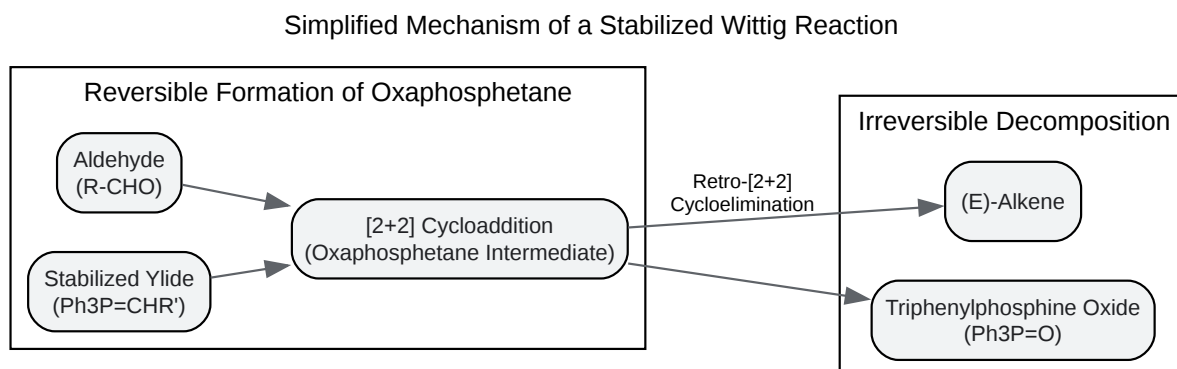 Simplified Mechanism of a Stabilized Wittig Reaction
Reversible Formation of Oxaphosphetane
Aldehyde
(R-CHO)
Stabilized Ylide
(Ph3P=CHR')
[2+2] Cycloaddition
(Oxaphosphetane Intermediate)
Retro-[2+2]
Cycloelimination
Irreversible Decomposition
(E)-Alkene
Triphenylphosphine Oxide
(Ph3P=O)